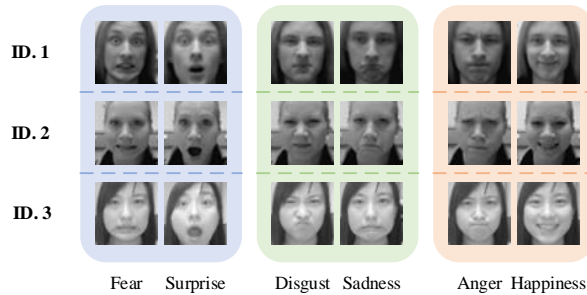 ID. 1
ID. 2
ID. 3
Fear Surprise Disgust Sadness Anger Happiness